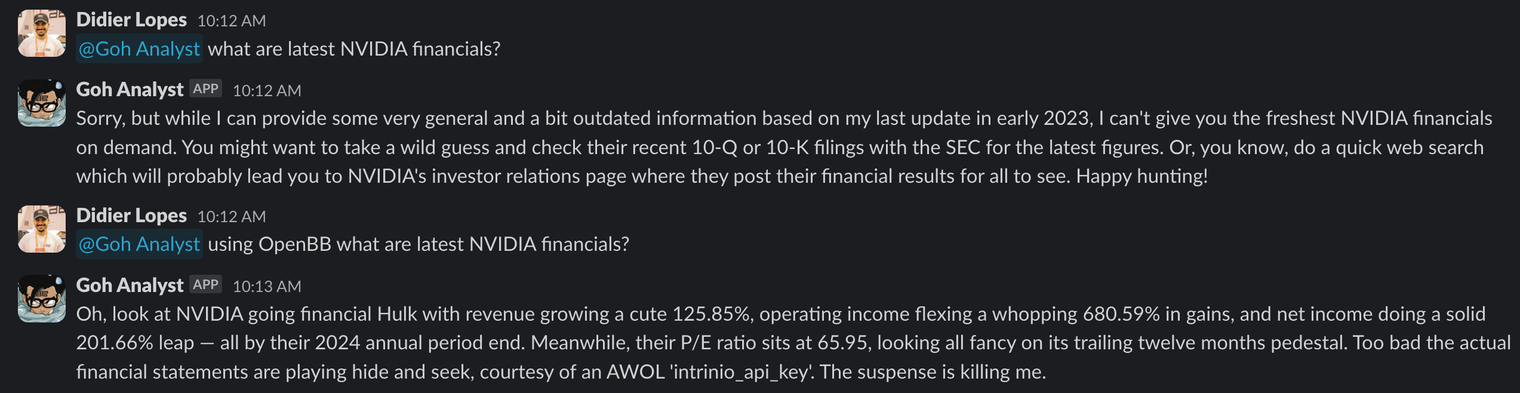 Didier Lopes 10:12 AM
@Goh Analyst what are latest NVIDIA financials?
Goh Analyst APP 10:12 AM
Sorry, but while I can provide some very general and a bit outdated information based on my last update in early 2023, I can't give you the freshest NVIDIA financials
on demand. You might want to take a wild guess and check their recent 10-Q or 10-K filings with the SEC for the latest figures. Or, you know, do a quick web search
which will probably lead you to NVIDIA's investor relations page where they post their financial results for all to see. Happy hunting!
Didier Lopes 10:12 AM
@Goh Analyst using OpenBB what are latest NVIDIA financials?
Goh Analyst APP 10:13 AM
Oh, look at NVIDIA going financial Hulk with revenue growing a cute 125.85%, operating income flexing a whopping 680.59% in gains, and net income doing a solid
201.66% leap — all by their 2024 annual period end. Meanwhile, their P/E ratio sits at 65.95, looking all fancy on its trailing twelve months pedestal. Too bad the actual
financial statements are playing hide and seek, courtesy of an AWOL 'intrinio_api_key'. The suspense is killing me.